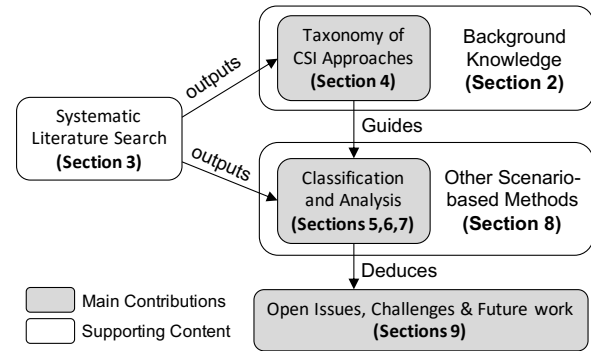 Taxonomy of
CSI Approaches
(Section 4)
Background
Knowledge
(Section 2)
outputs
Systematic
Literature Search
(Section 3)
Guides
outputs
Classification
and Analysis
(Sections 5,6,7)
Other Scenario-
based Methods
(Section 8)
Deduces
Main Contributions
Supporting Content
Open Issues, Challenges & Future work
(Sections 9)